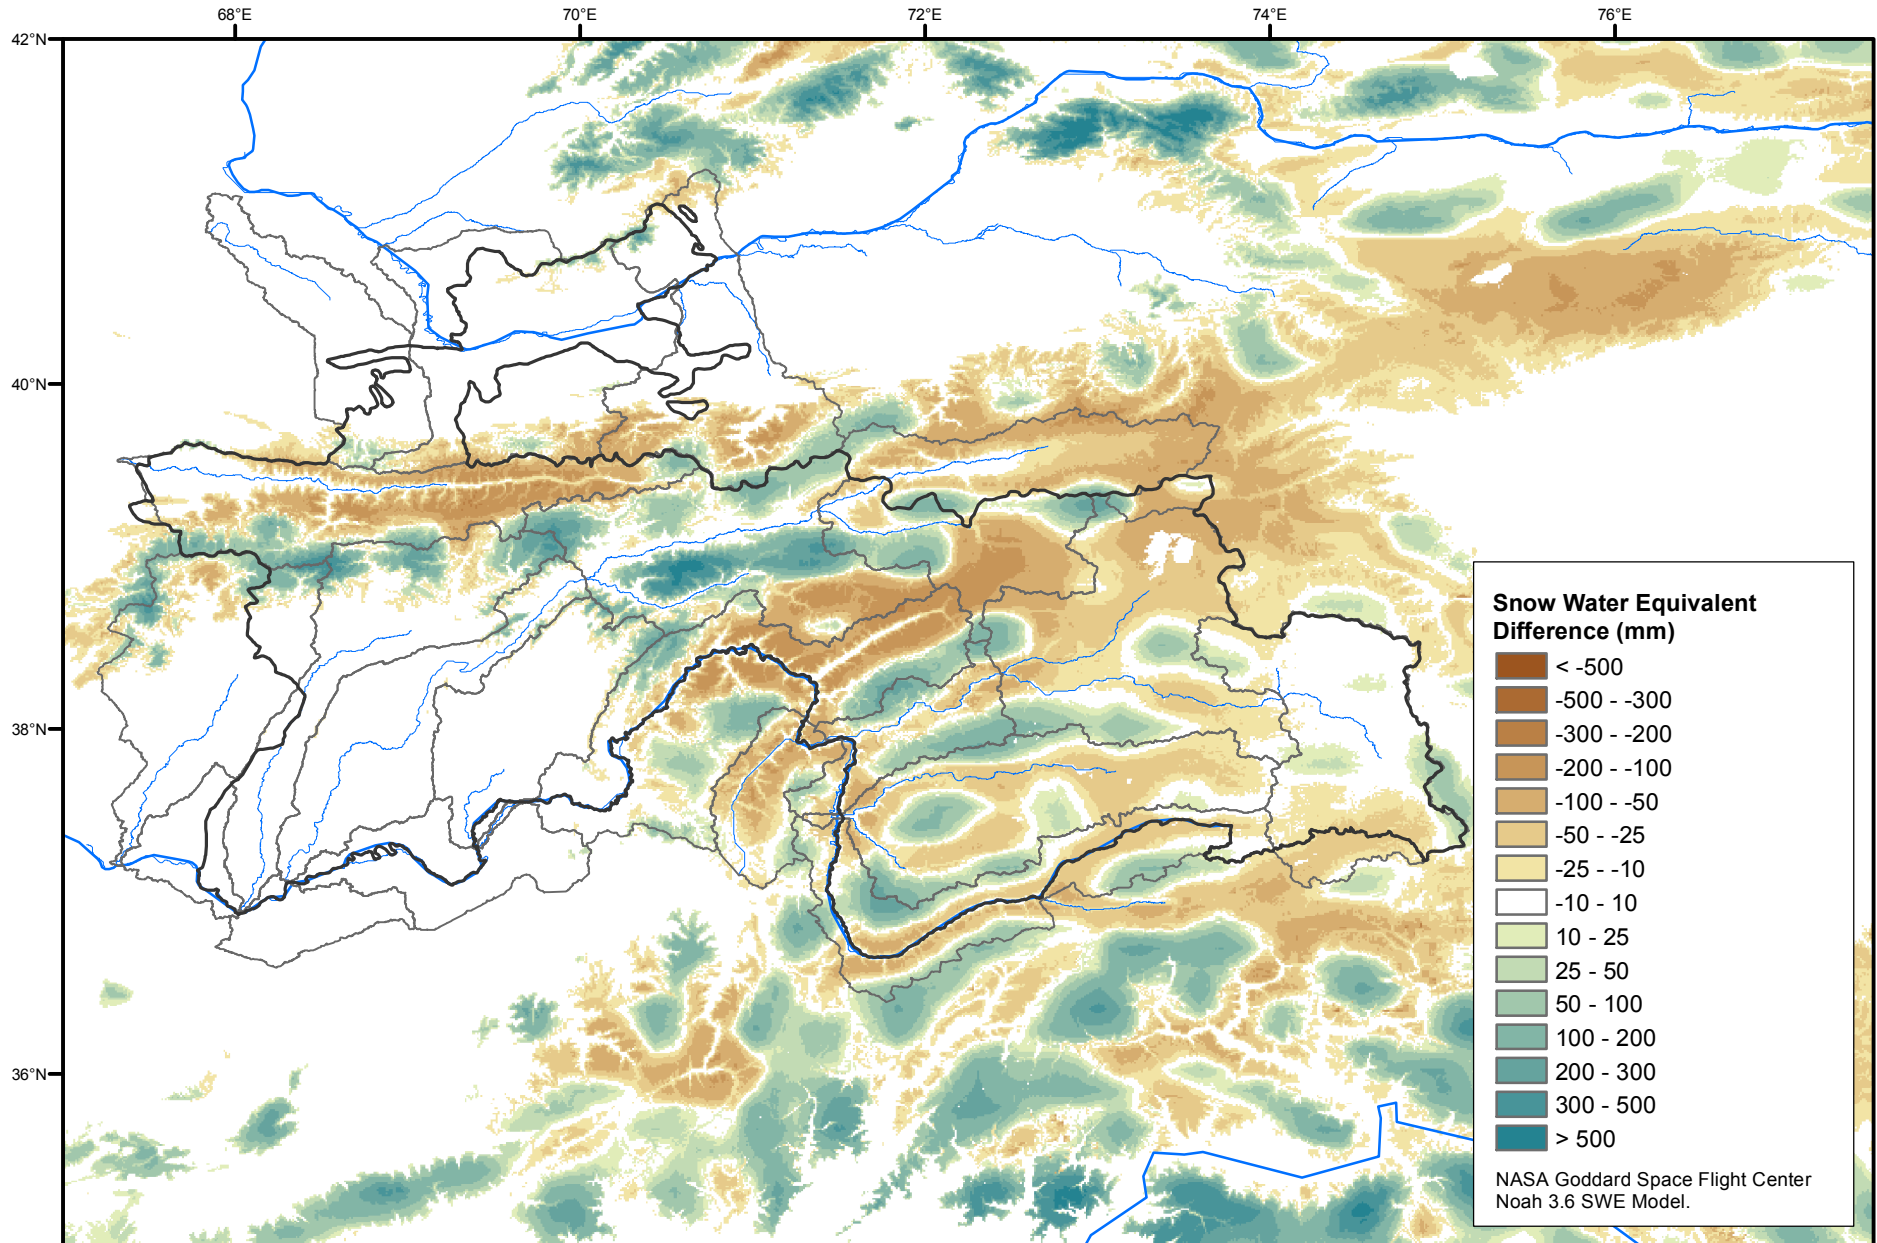 68°E 70°E 72°E 74°E 76°E
42°N
40°N
38°N
36°N
Snow Water Equivalent
Difference (mm)
< -500
-500 - -300
-300 - -200
-200 - -100
-100 - -50
-50 - -25
-25 - -10
-10 - 10
10 - 25
25 - 50
50 - 100
100 - 200
200 - 300
300 - 500
> 500
NASA Goddard Space Flight Center
Noah 3.6 SWE Model.